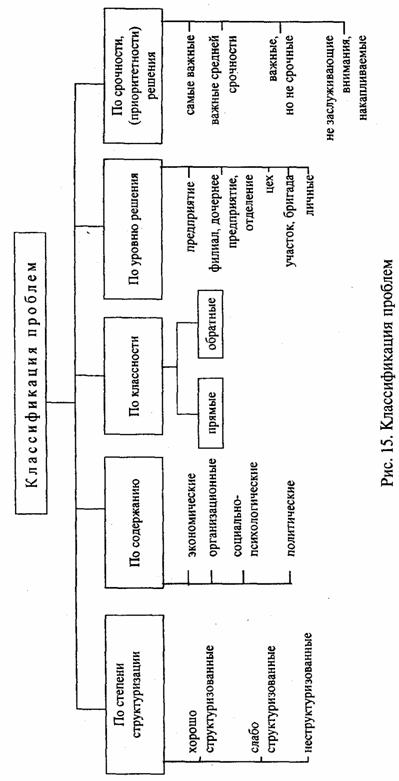 Классификация проблем
По степени
структуризации
хорошо
структуризованные
слабо
структуризованные
неструктуризованные
По содержанию
экономические
организационные
социально-
психологические
политические
По классности
прямые
обратные
По уровню решения
предприятие
филиал, дочернее
предприятие,
отделение
цех
участок, бригада
личные
По срочности,
(приоритетности)
решения
самые важные
важные средней
срочности
важные,
но не срочные
не заслуживающие
внимания,
накапливаемые
Рис. 15. Классификация проблем